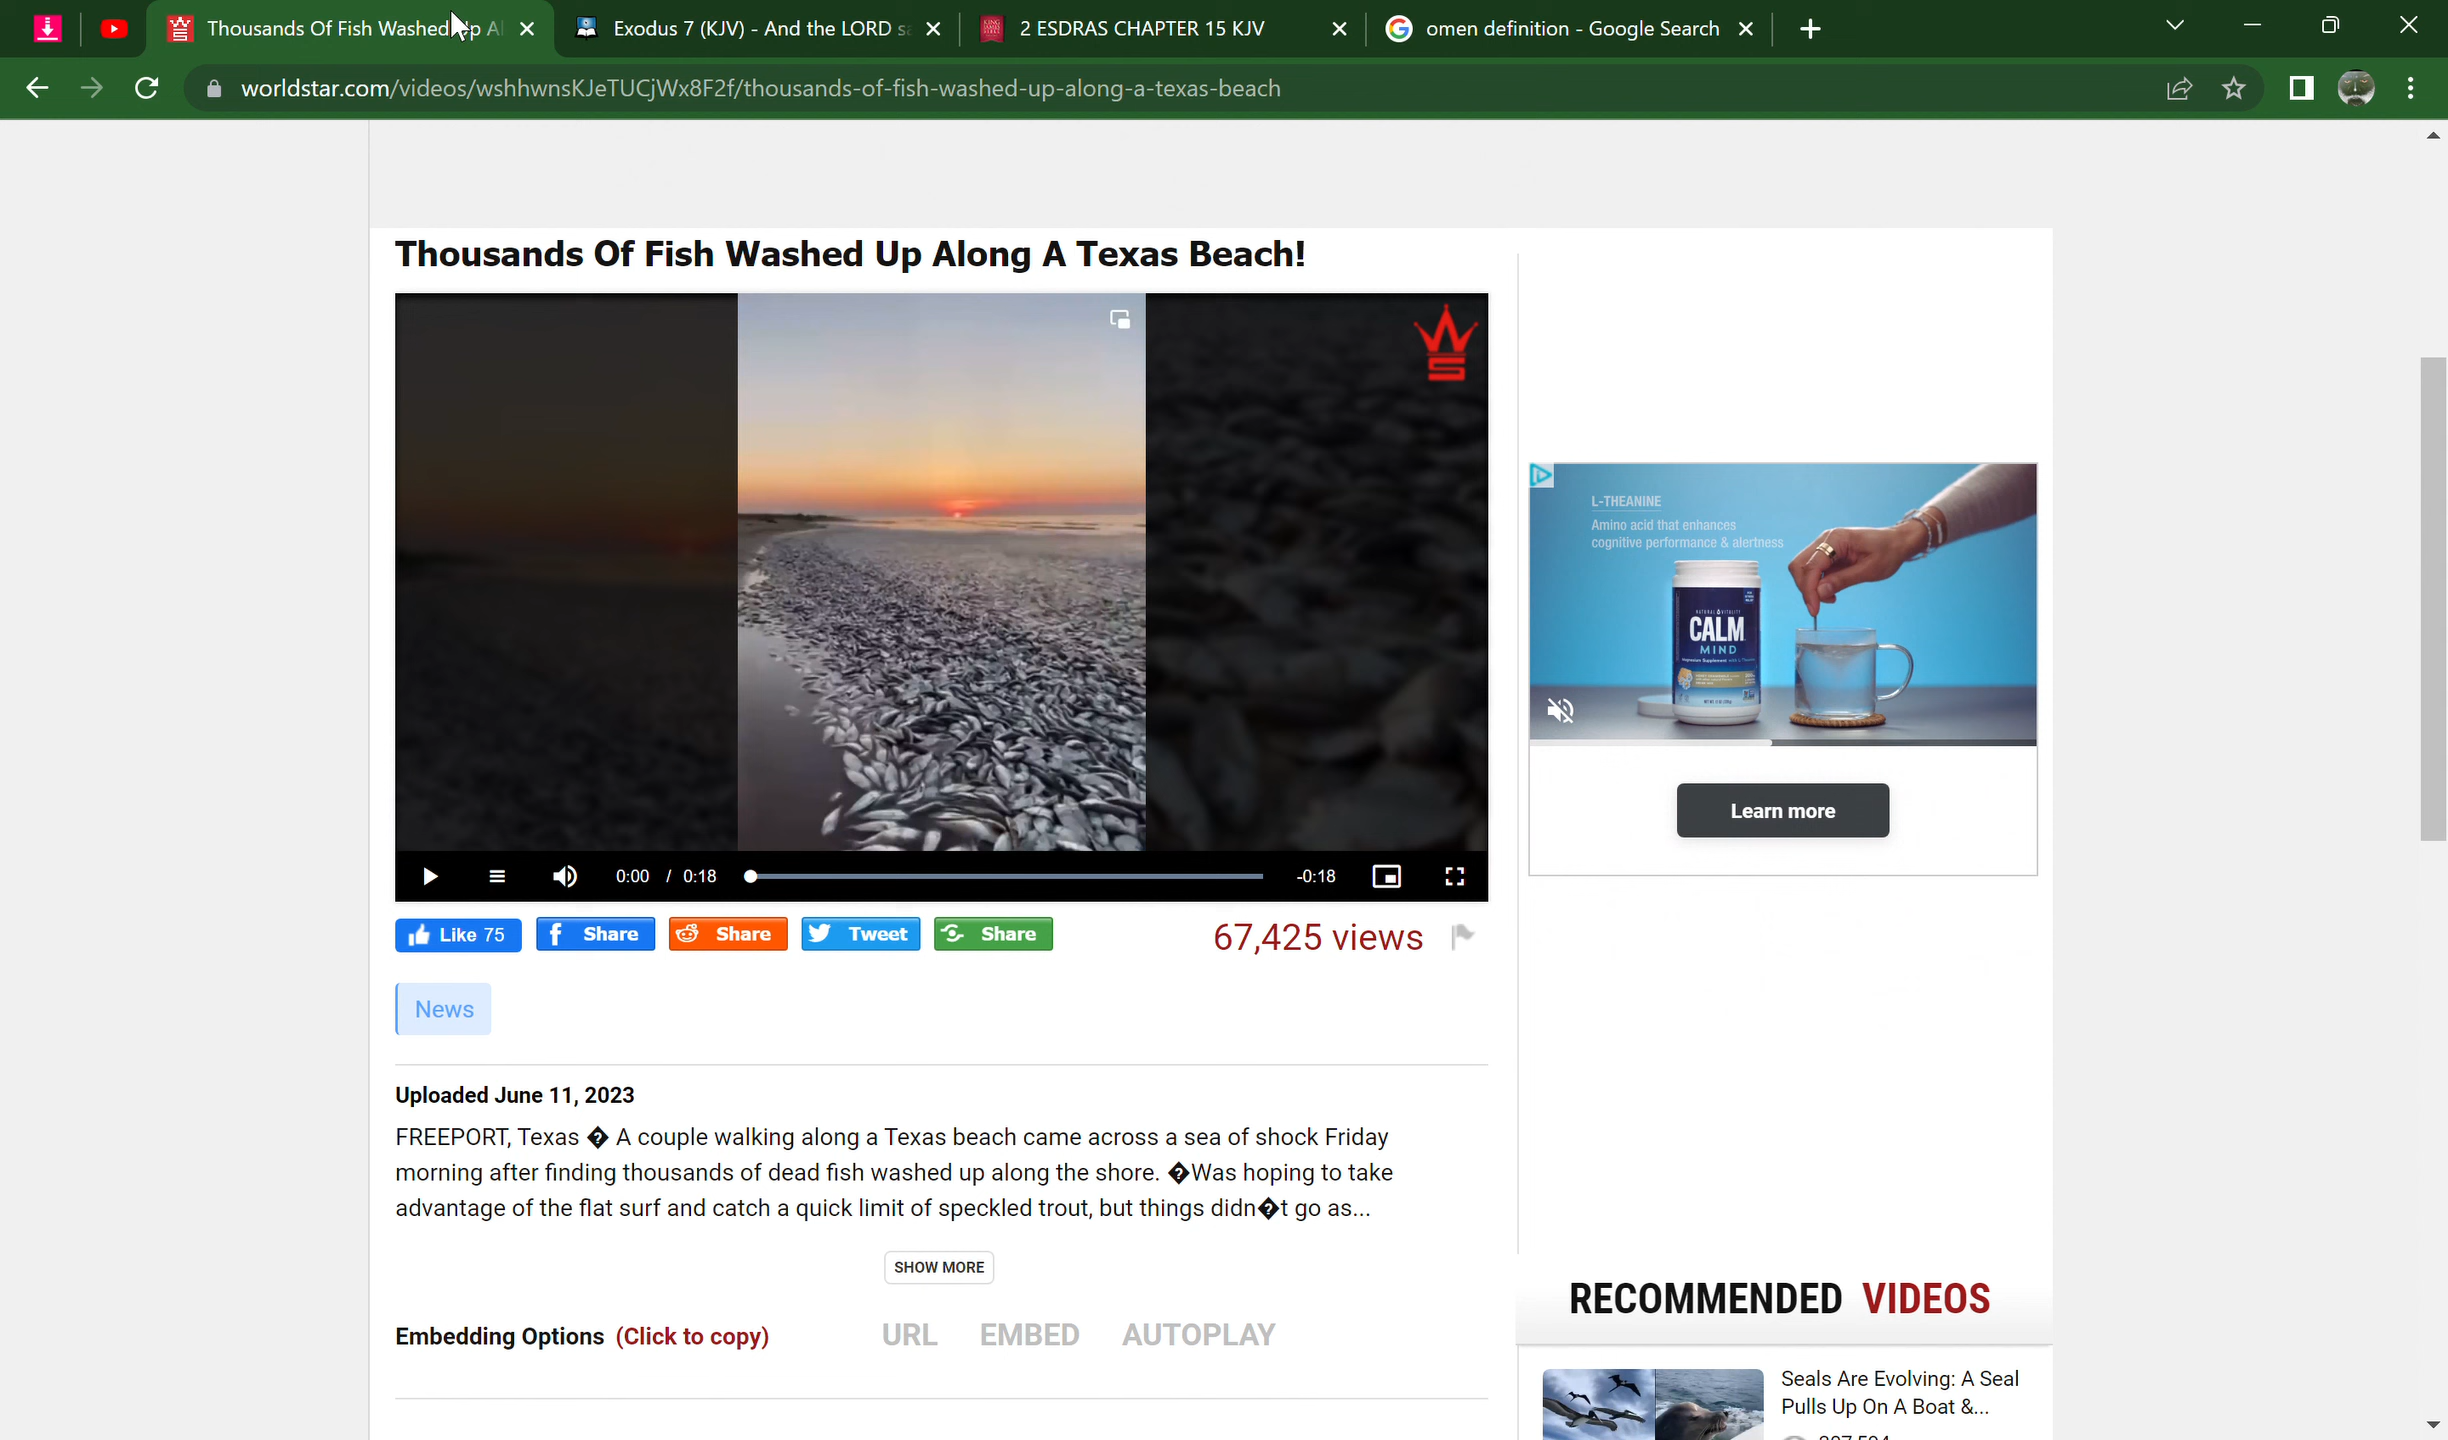 Thousands Of Fish Washed Up Al
Exodus 7 (KJV) - And the LORD sa
2 ESDRAS CHAPTER 15 KJV
omen definition - Google Search
worldstar.com/videos/wshhwnsKJeTUCjWx8F2f/thousands-of-fish-washed-up-along-a-texas-beach
Thousands Of Fish Washed Up Along A Texas Beach!
L-THEANINE
Amino acid that enhances
cognitive performance & alertness
NATURAL VITALITY
CALM
MIND
Learn more
0:00 / 0:18
-0:18
Like 75
Share
Share
Tweet
Share
67,425 views
News
Uploaded June 11, 2023
FREEPORT, Texas � A couple walking along a Texas beach came across a sea of shock Friday
morning after finding thousands of dead fish washed up along the shore. �Was hoping to take
advantage of the flat surf and catch a quick limit of speckled trout, but things didn�t go as...
SHOW MORE
Embedding Options (Click to copy)
URL EMBED AUTOPLAY
RECOMMENDED VIDEOS
Seals Are Evolving: A Seal
Pulls Up On A Boat &...